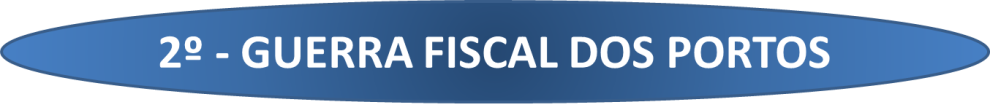 2º - GUERRA FISCAL DOS PORTOS